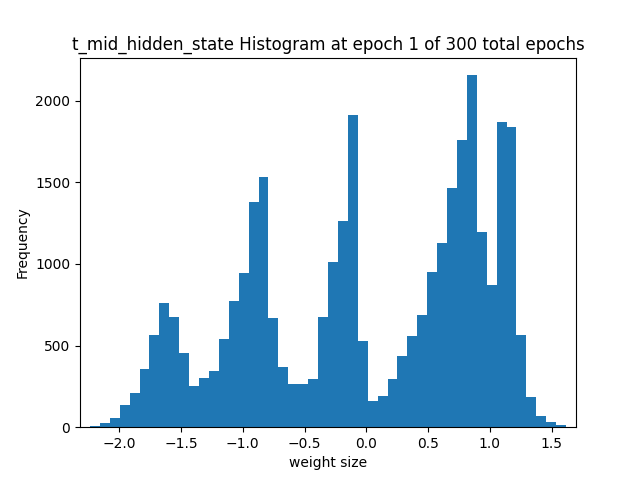 t_mid_hidden_state Histogram at epoch 1 of 300 total epochs
2000
1500
1000
500
0
Frequency
−2.0 −1.5 −1.0 −0.5 0.0 0.5 1.0 1.5
weight size